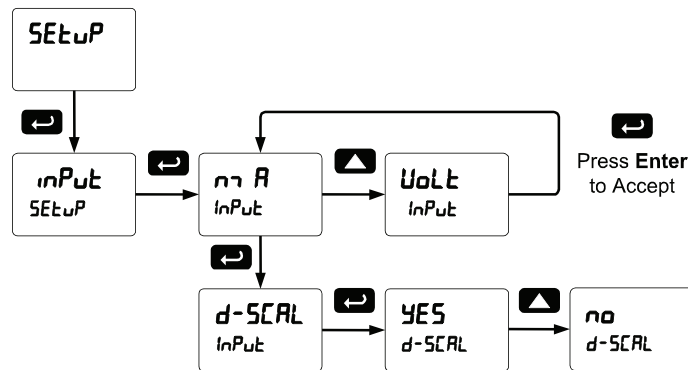 SEtuP
inPut
SEtuP
mA
InPut
VoLt
InPut
Press Enter
to Accept
d-SCAL
InPut
YES
d-SCAL
no
d-SCAL